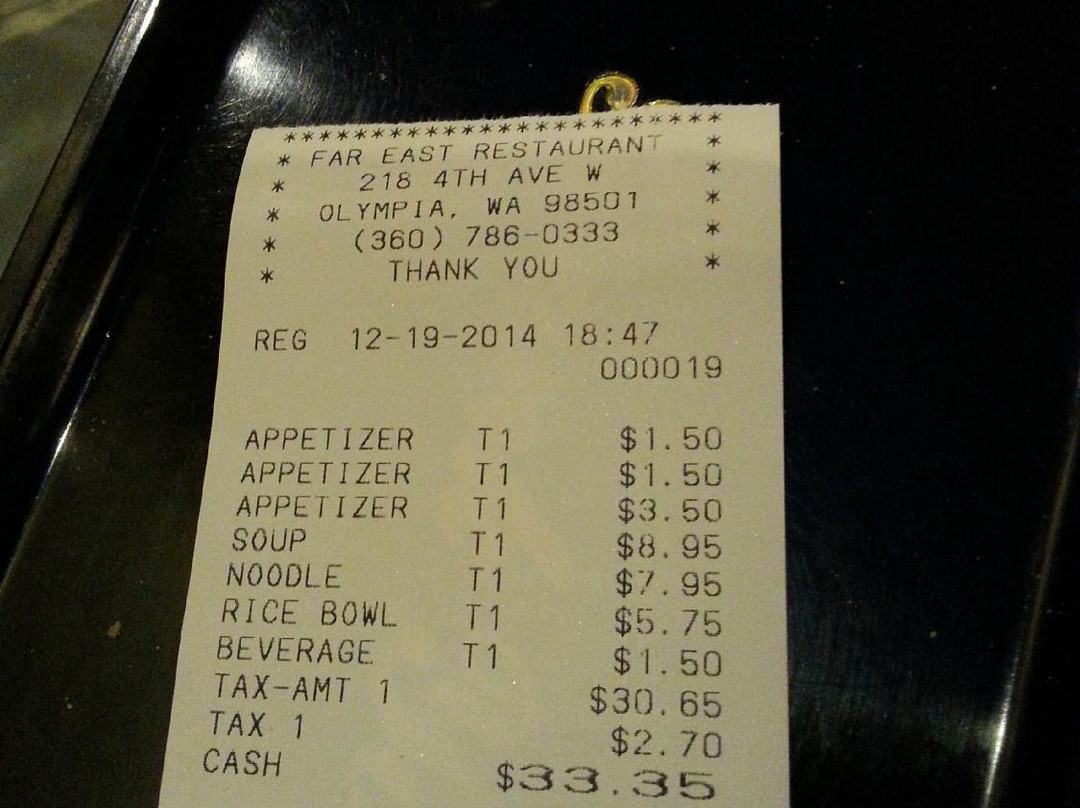 ************************
* FAR EAST RESTAURANT *
* 218 4TH AVE W *
* OLYMPIA, WA 98501 *
* (360) 786-0333 *
* THANK YOU *
REG 12-19-2014 18:47
000019
APPETIZER T1 $1.50
APPETIZER T1 $1.50
APPETIZER T1 $3.50
SOUP T1 $8.95
NOODLE T1 $7.95
RICE BOWL T1 $5.75
BEVERAGE T1 $1.50
TAX-AMT 1 $30.65
TAX 1 $2.70
CASH $33.35